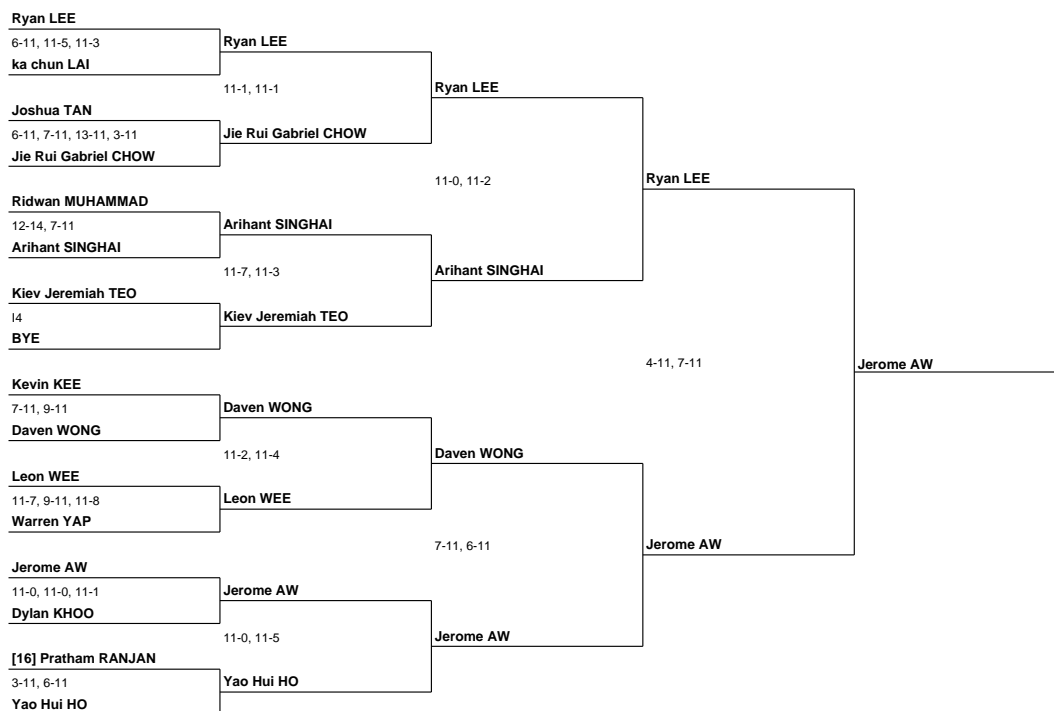 Ryan LEE
6-11, 11-5, 11-3
ka chun LAI
Joshua TAN
6-11, 7-11, 13-11, 3-11
Jie Rui Gabriel CHOW
Ridwan MUHAMMAD
12-14, 7-11
Arihant SINGHAI
Kiev Jeremiah TEO
I4
BYE
Kevin KEE
7-11, 9-11
Daven WONG
Leon WEE
11-7, 9-11, 11-8
Warren YAP
Jerome AW
11-0, 11-0, 11-1
Dylan KHOO
[16] Pratham RANJAN
3-11, 6-11
Yao Hui HO
Ryan LEE
11-1, 11-1
Jie Rui Gabriel CHOW
Arihant SINGHAI
11-7, 11-3
Kiev Jeremiah TEO
Daven WONG
11-2, 11-4
Leon WEE
Jerome AW
11-0, 11-5
Yao Hui HO
Ryan LEE
11-0, 11-2
Arihant SINGHAI
Daven WONG
7-11, 6-11
Jerome AW
Ryan LEE
4-11, 7-11
Jerome AW
Jerome AW